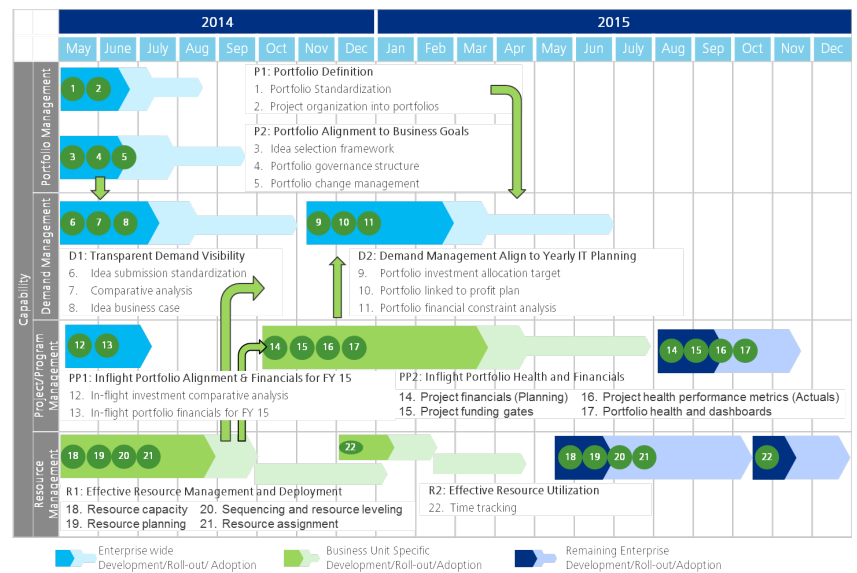 2014 2015
May June July Aug Sep Oct Nov Dec Jan Feb Mar Apr May Jun July Aug Sep Oct Nov Dec
Capability
Portfolio Management
1 2
P1: Portfolio Definition
1. Portfolio Standardization
2. Project organization into portfolios
3 4 5
P2: Portfolio Alignment to Business Goals
3. Idea selection framework
4. Portfolio governance structure
5. Portfolio change management
Demand Management
6 7 8 9 10 11
D1: Transparent Demand Visibility
6. Idea submission standardization
7. Comparative analysis
8. Idea business case
D2: Demand Management Align to Yearly IT Planning
9. Portfolio investment allocation target
10. Portfolio linked to profit plan
11. Portfolio financial constraint analysis
Project/Program
Management
12 13 14 15 16 17 14 15 16 17
PP1: Inflight Portfolio Alignment & Financials for FY 15
12. In-flight investment comparative analysis
13. In-flight portfolio financials for FY 15
PP2: Inflight Portfolio Health and Financials
14. Project financials (Planning) 16. Project health performance metrics (Actuals)
15. Project funding gates 17. Portfolio health and dashboards
Resource
Management
18 19 20 21 22 18 19 20 21 22
R1: Effective Resource Management and Deployment
18. Resource capacity 20. Sequencing and resource leveling
19. Resource planning 21. Resource assignment
R2: Effective Resource Utilization
22. Time tracking
Enterprise wide
Development/Roll-out/ Adoption
Business Unit Specific
Development/Roll-out/Adoption
Remaining Enterprise
Development/Roll-out/Adoption